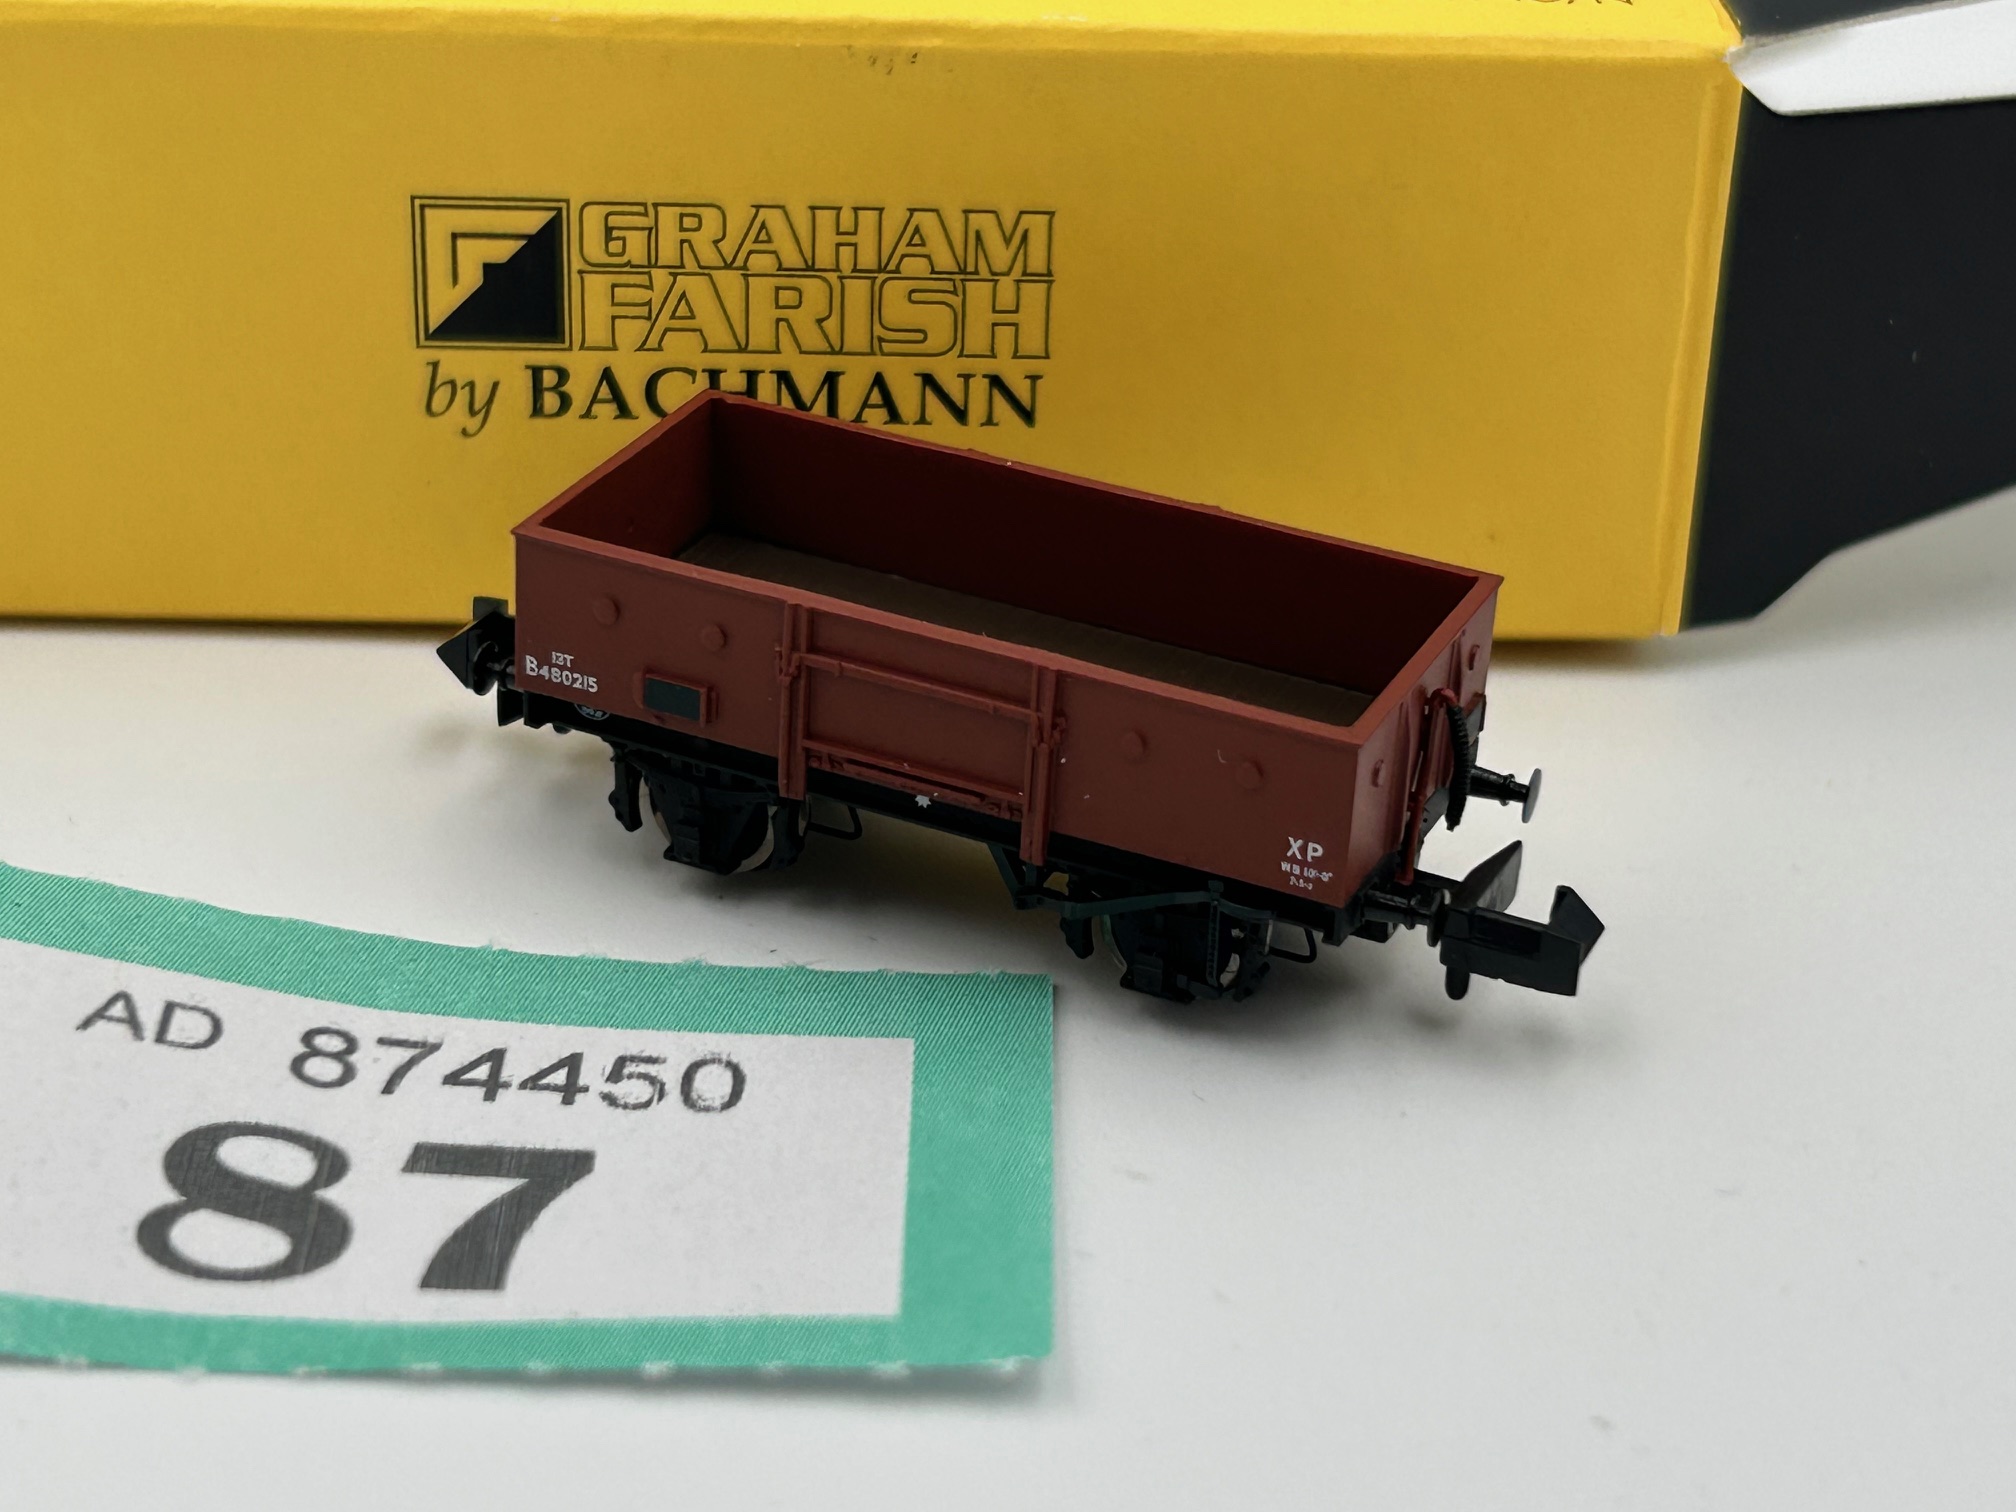 GRAHAM
FARISH
by BACHMANN
13T
B480215
XP
AD 874450
87